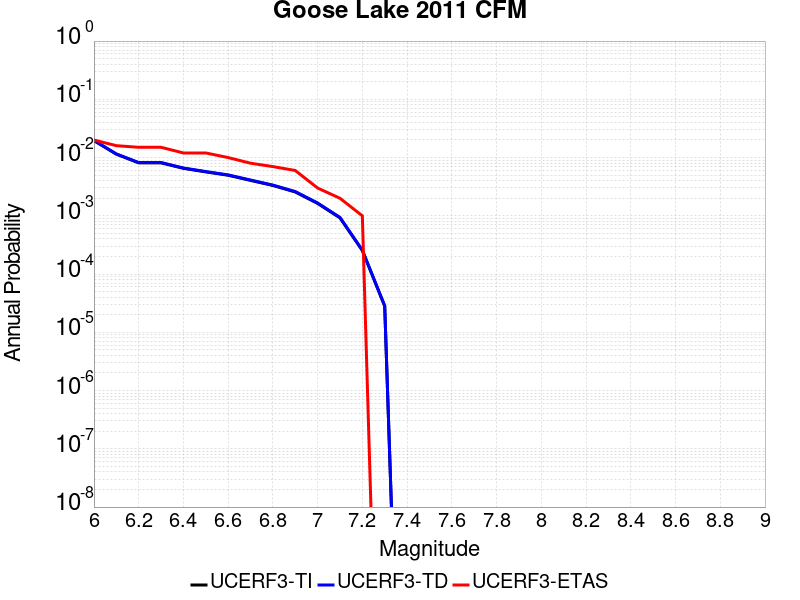 Goose Lake 2011 CFM
10^0
10^-1
10^-2
10^-3
10^-4
10^-5
10^-6
10^-7
10^-8
Annual Probability
6 6.2 6.4 6.6 6.8 7 7.2 7.4 7.6 7.8 8 8.2 8.4 8.6 8.8 9
Magnitude
UCERF3-TI UCERF3-TD UCERF3-ETAS